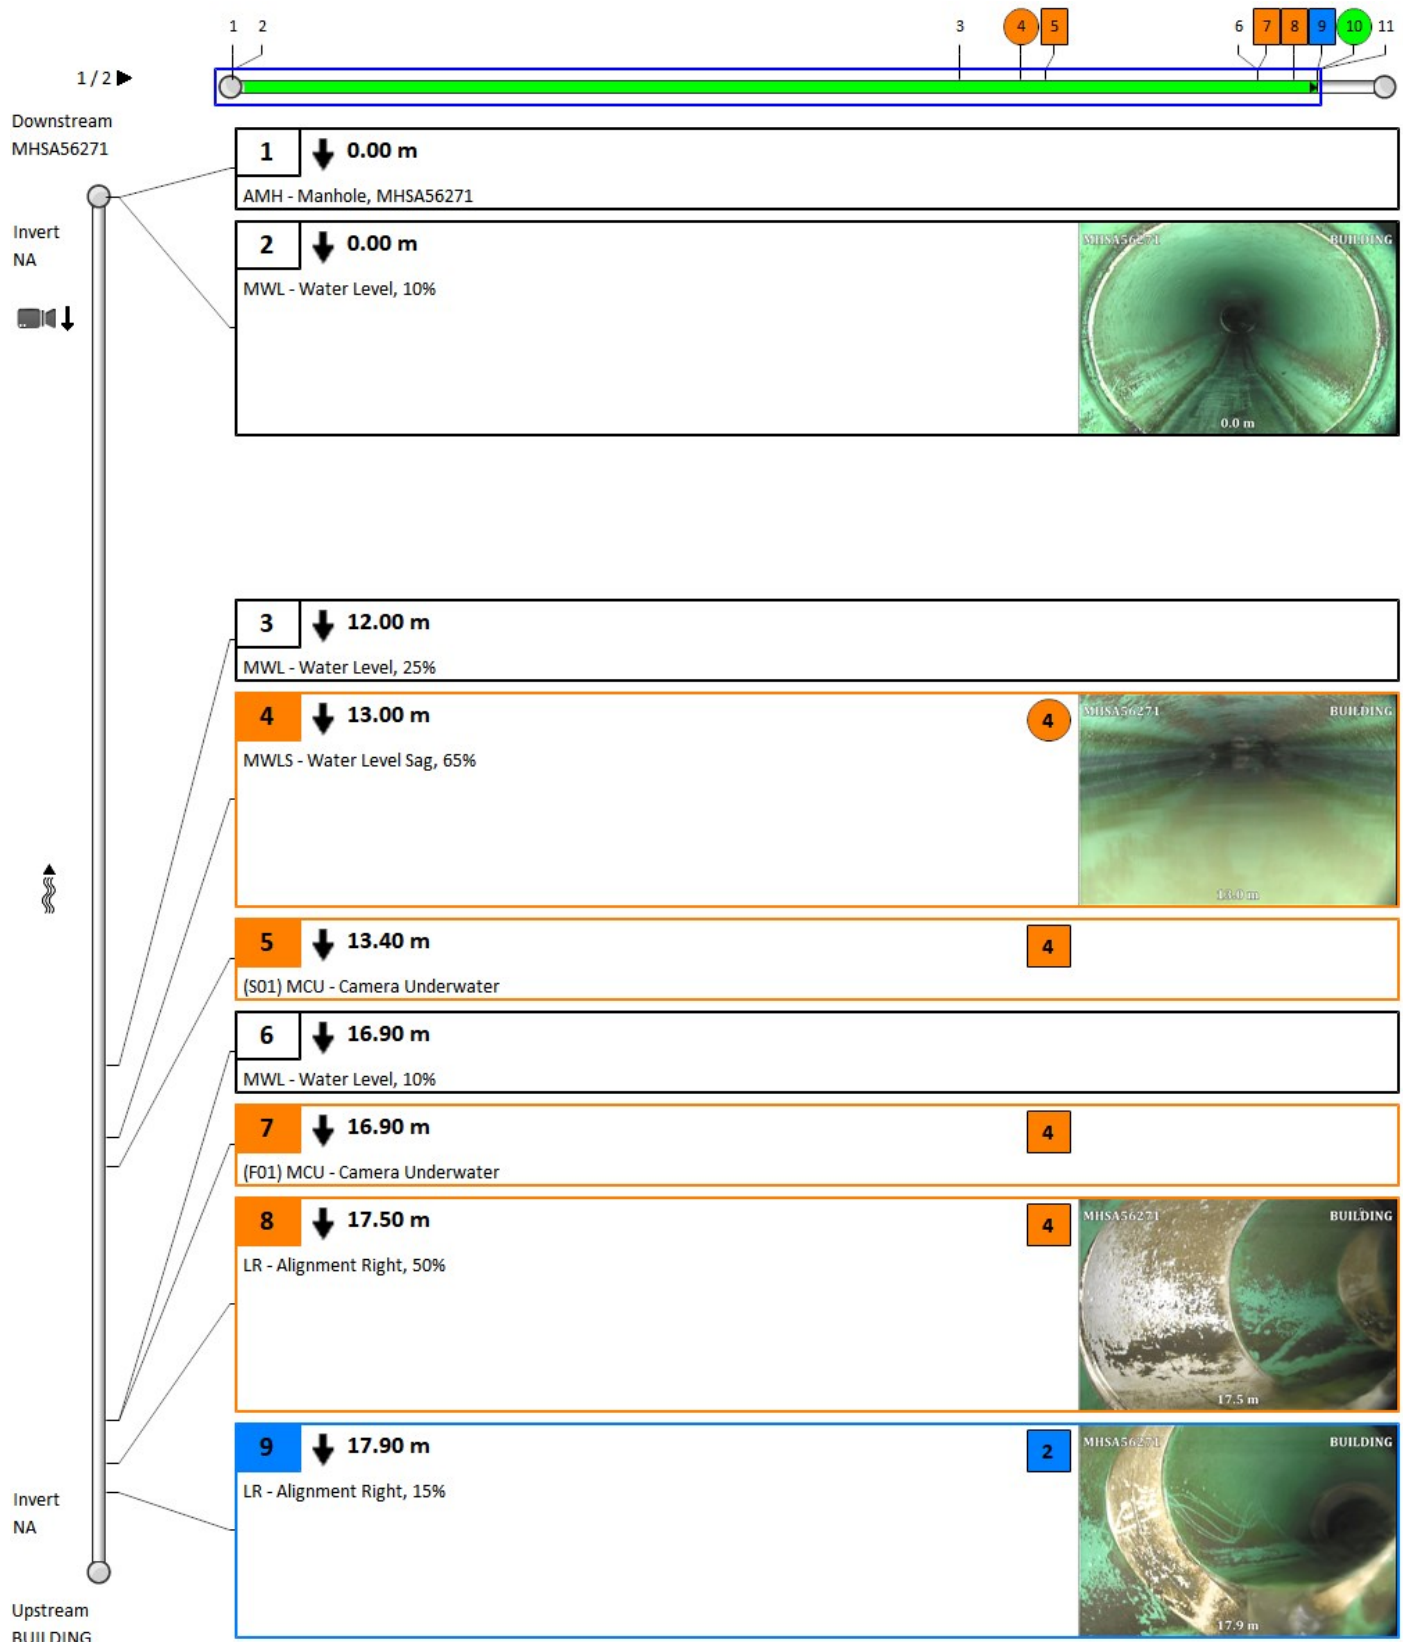 1 2 3 4 5 6 7 8 9 10 11
1 / 2
Downstream
MHSA56271
1 0.00 m
AMH - Manhole, MHSA56271
Invert
NA
2 0.00 m
MWL - Water Level, 10%
MHSA56271 BUILDING
0.0 m
3 12.00 m
MWL - Water Level, 25%
4 13.00 m 4
MWLS - Water Level Sag, 65%
MHSA56271 BUILDING
13.0 m
5 13.40 m 4
(S01) MCU - Camera Underwater
6 16.90 m
MWL - Water Level, 10%
7 16.90 m 4
(F01) MCU - Camera Underwater
8 17.50 m 4
LR - Alignment Right, 50%
MHSA56271 BUILDING
17.5 m
9 17.90 m 2
LR - Alignment Right, 15%
MHSA56271 BUILDING
17.9 m
Invert
NA
Upstream
BUILDING